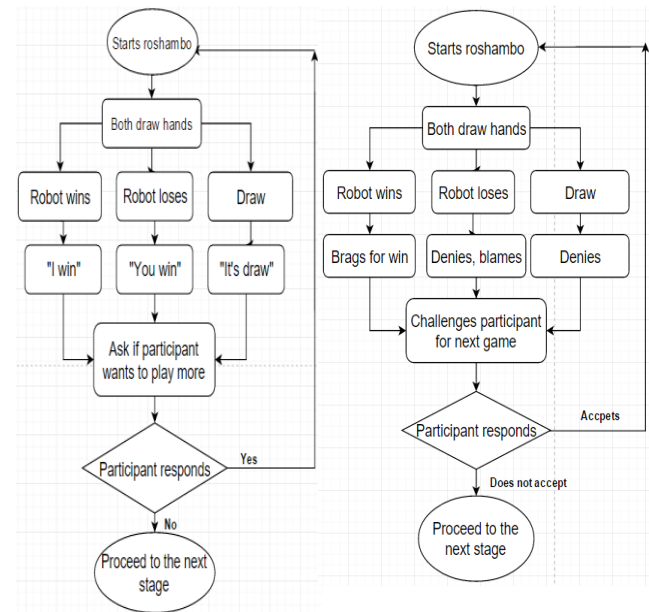 Starts roshambo
Both draw hands
Robot wins
Robot loses
Draw
"I win"
"You win"
"It's draw"
Ask if participant
wants to play more
Participant responds
Yes
No
Proceed to the next
stage
Starts roshambo
Both draw hands
Robot wins
Robot loses
Draw
Brags for win
Denies, blames
Denies
Challenges participant
for next game
Participant responds
Accpets
Does not accept
Proceed to the
next stage